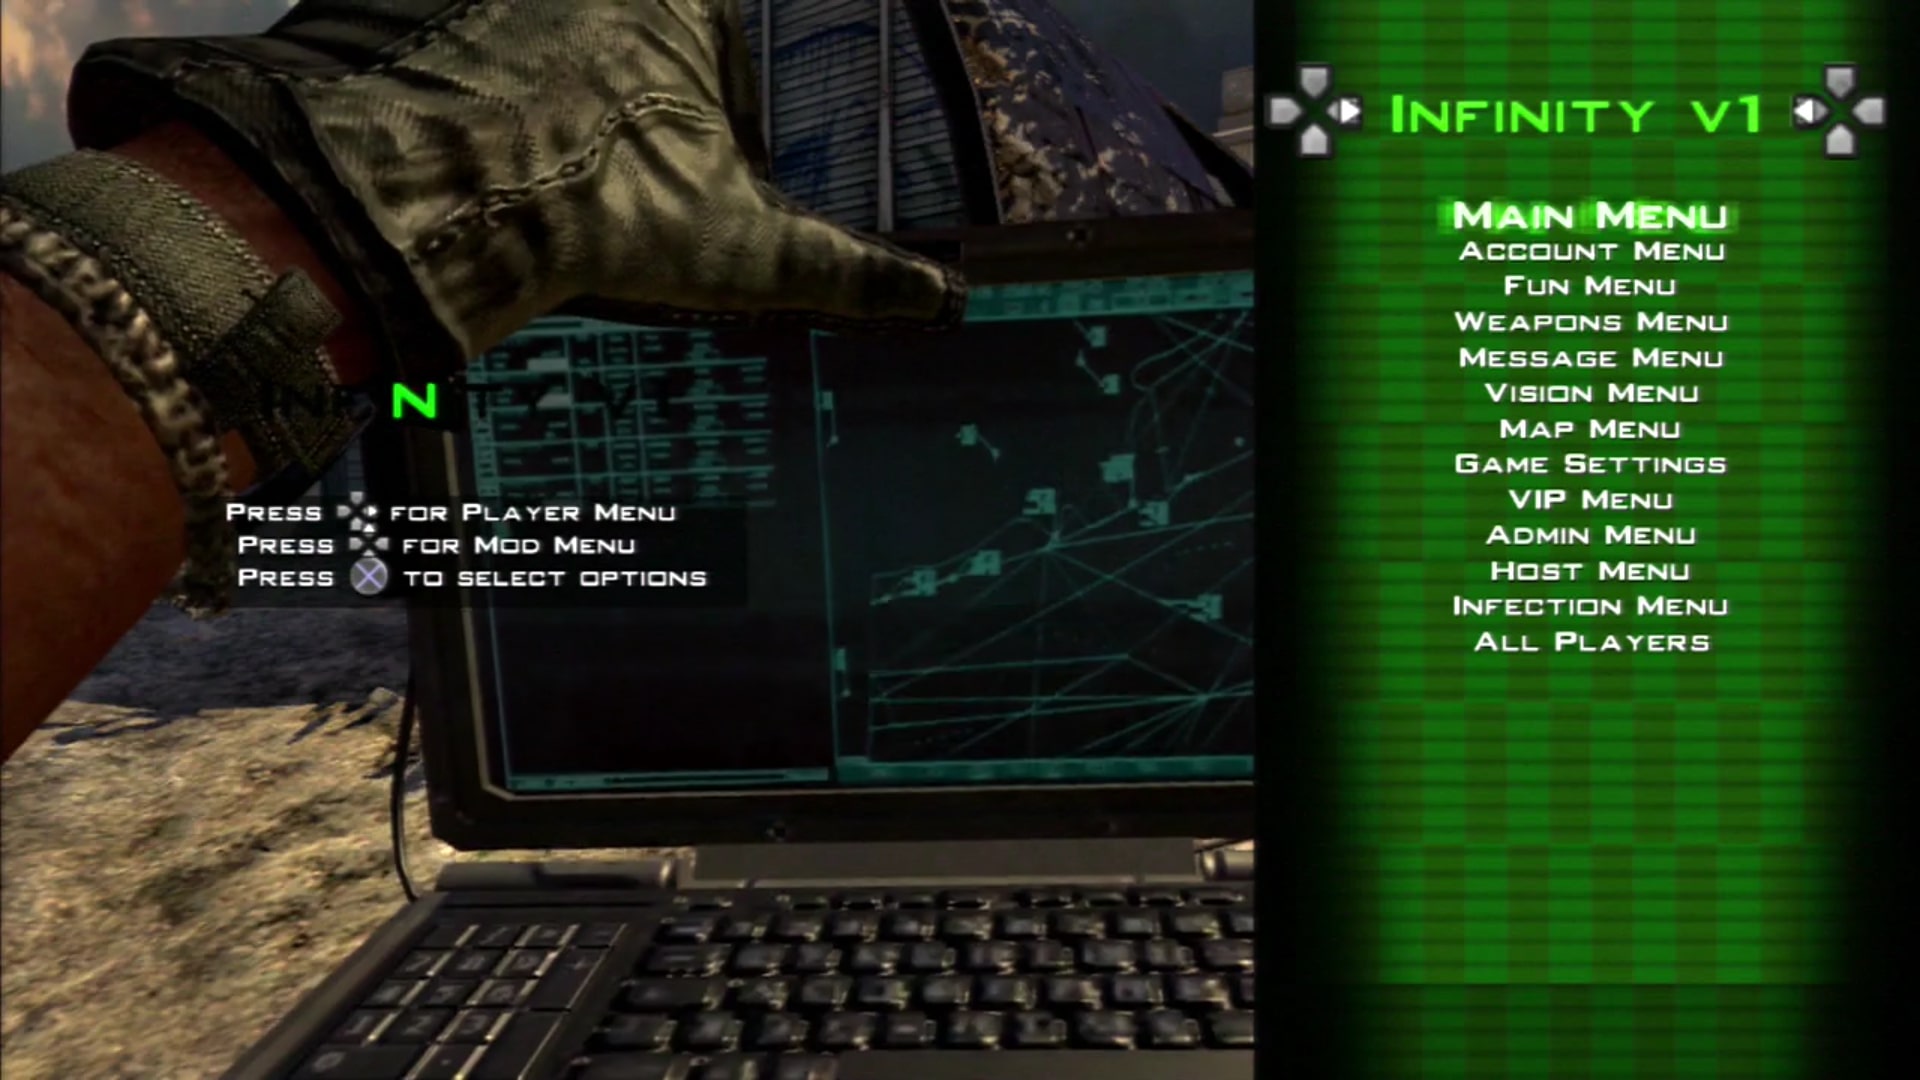 INFINITY V1
MAIN MENU
ACCOUNT MENU
FUN MENU
WEAPONS MENU
MESSAGE MENU
VISION MENU
MAP MENU
GAME SETTINGS
VIP MENU
ADMIN MENU
HOST MENU
INFECTION MENU
ALL PLAYERS
INFINITY V1
PRESS FOR PLAYER MENU
PRESS FOR MOD MENU
PRESS TO SELECT OPTIONS